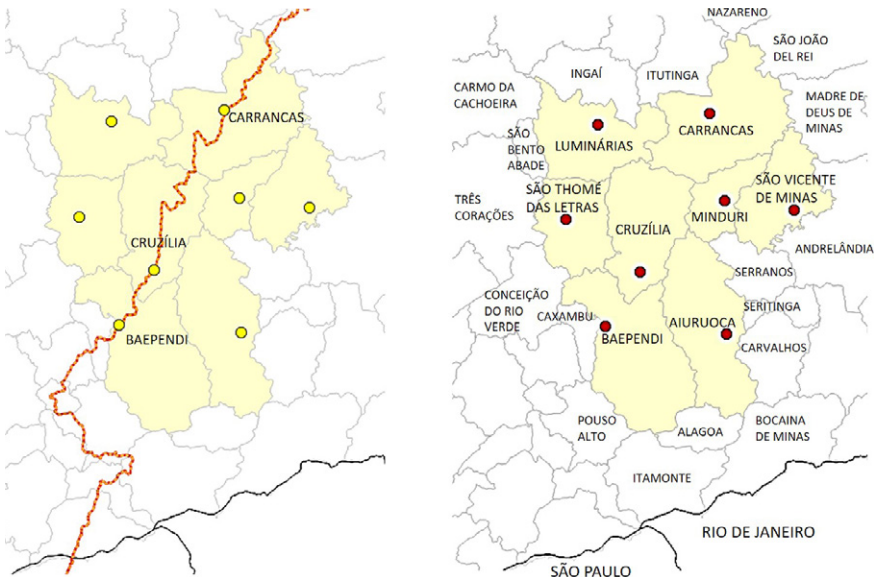 CARRANCAS
CRUZÍLIA
BAEPENDI
NAZARENO
SÃO JOÃO
DEL REI
INGAÍ
ITUTINGA
CARMO DA
CACHOEIRA
MADRE DE
DEUS DE
MINAS
LUMINÁRIAS
CARRANCAS
SÃO
BENTO
ABADE
SÃO THOMÉ
DAS LETRAS
SÃO VICENTE
DE MINAS
TRÊS
CORAÇÕES
MINDURI
CRUZÍLIA
ANDRELÂNDIA
SERRANOS
CONCEIÇÃO
DO RIO
VERDE
CAXAMBU
SERITINGA
AIURUOCA
BAEPENDI
CARVALHOS
POUSO
ALTO
ALAGOA
BOCAINA
DE MINAS
ITAMONTE
RIO DE JANEIRO
SÃO PAULO